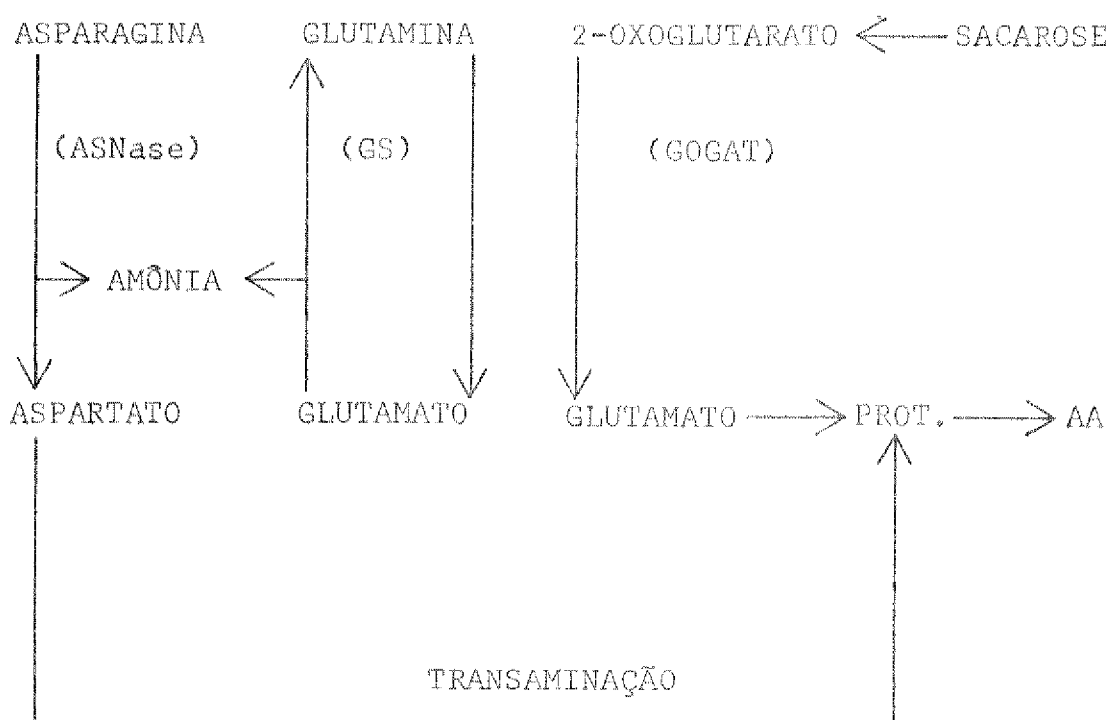 ASPARAGINA GLUTAMINA 2-OXOGLUTARATO SACAROSE
(ASNase) (GS) (GOGAT)
AMÔNIA
ASPARTATO GLUTAMATO GLUTAMATO PROT. AA
TRANSAMINAÇÃO